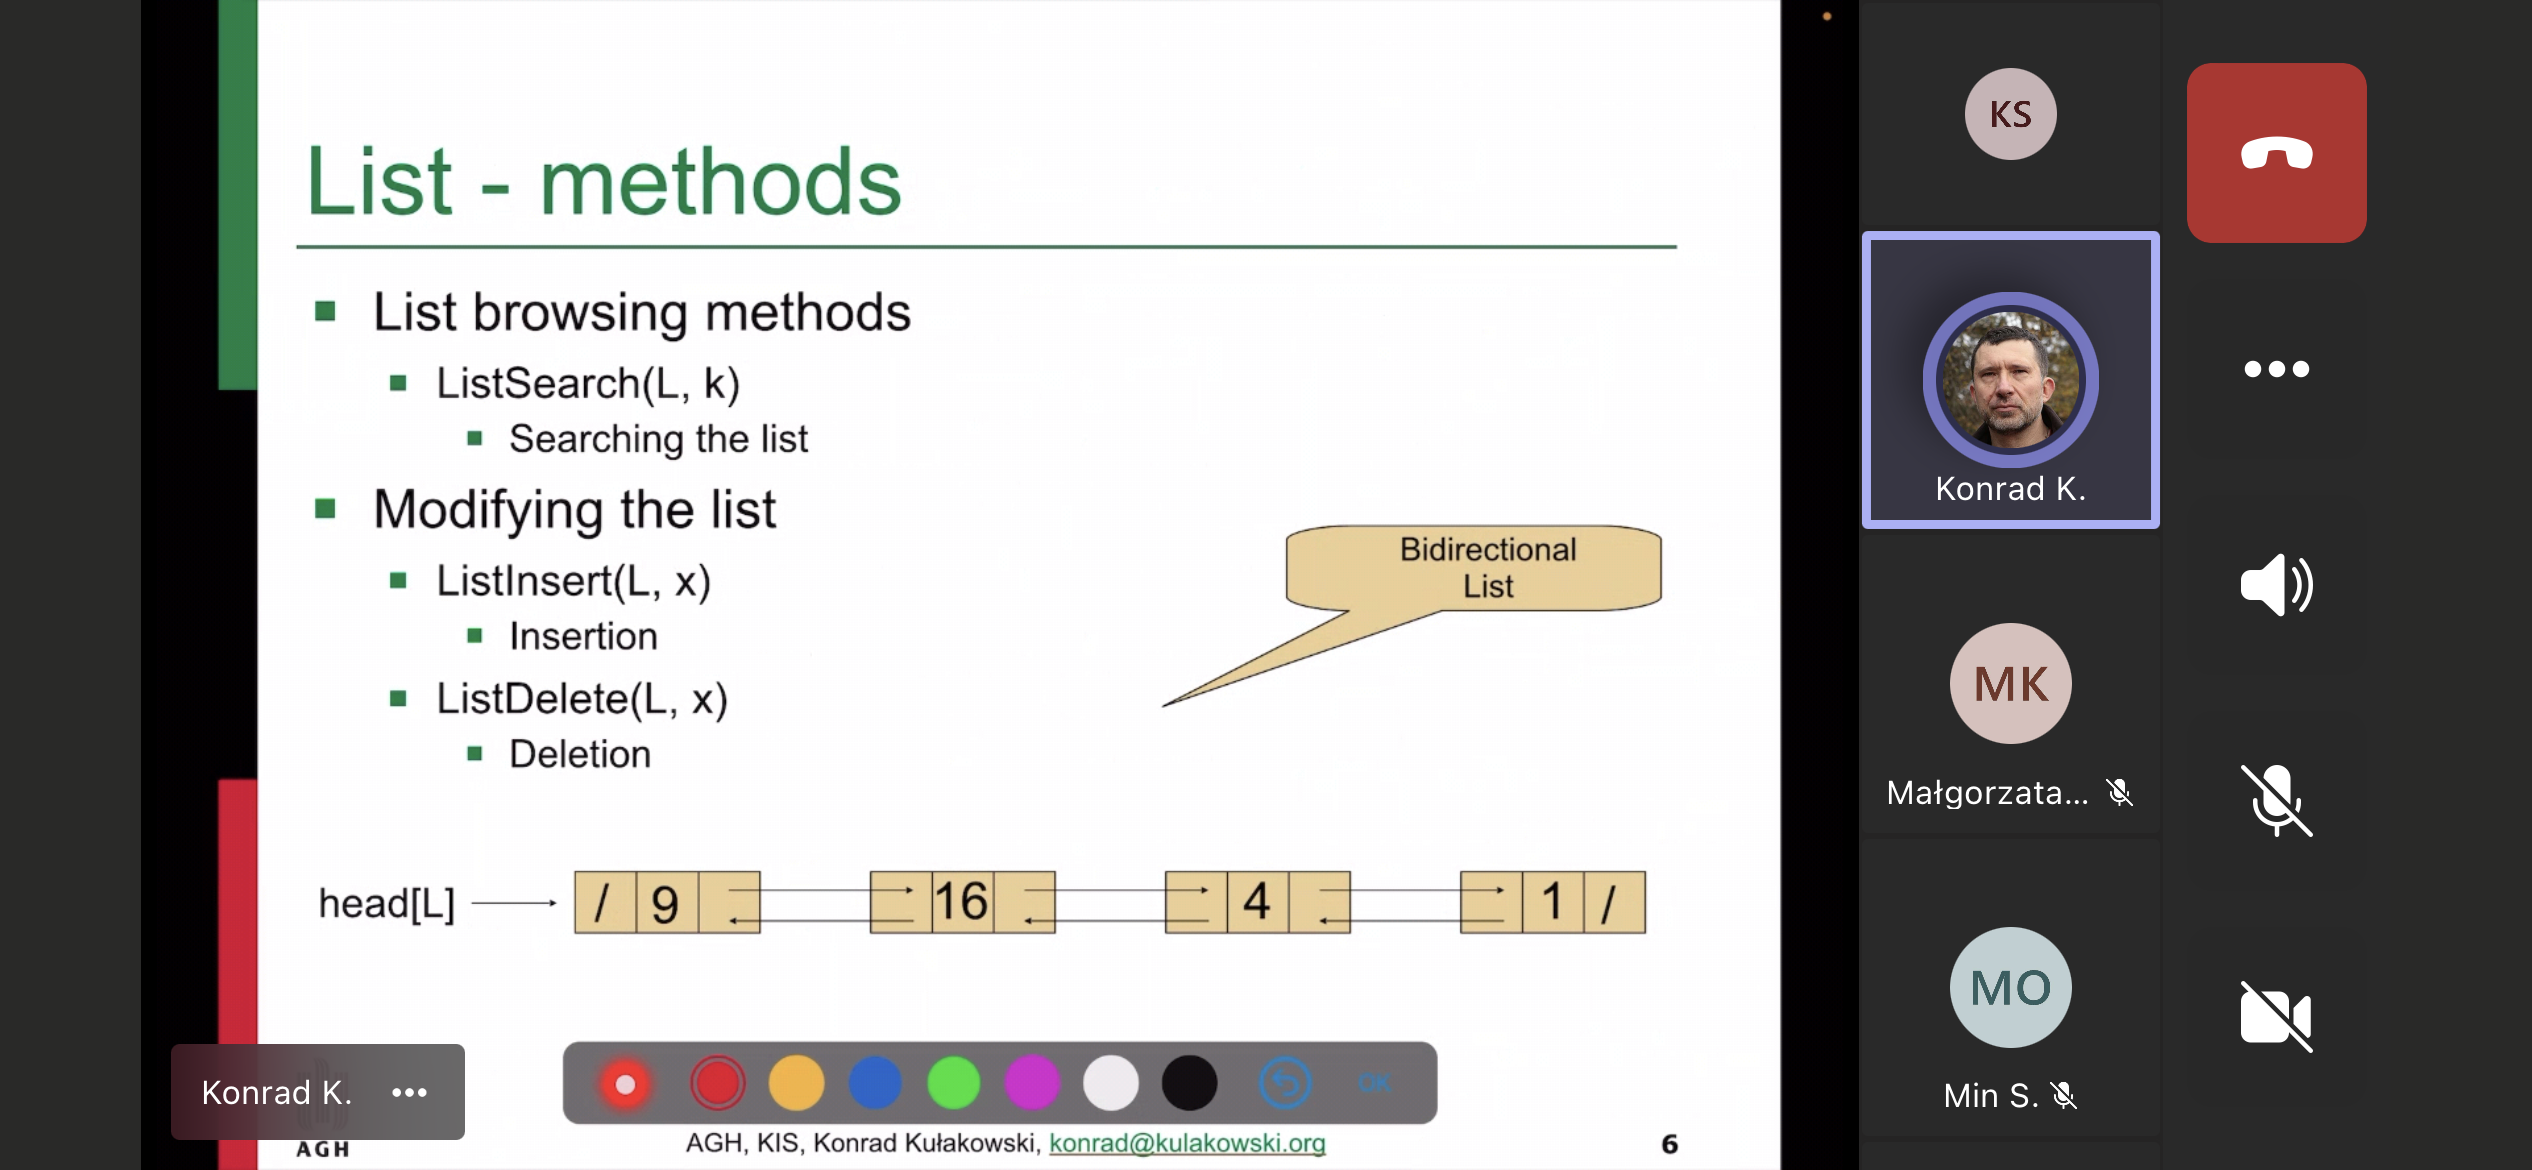 List - methods
List browsing methods
ListSearch(L, k)
Searching the list
Modifying the list
ListInsert(L, x)
Insertion
ListDelete(L, x)
Deletion
Bidirectional
List
head[L] / 9 16 4 1 /
OK
Konrad K.
AGH
AGH, KIS, Konrad Kułakowski, konrad@kulakowski.org
6
KS
Konrad K.
MK
Małgorzata...
MO
Min S.